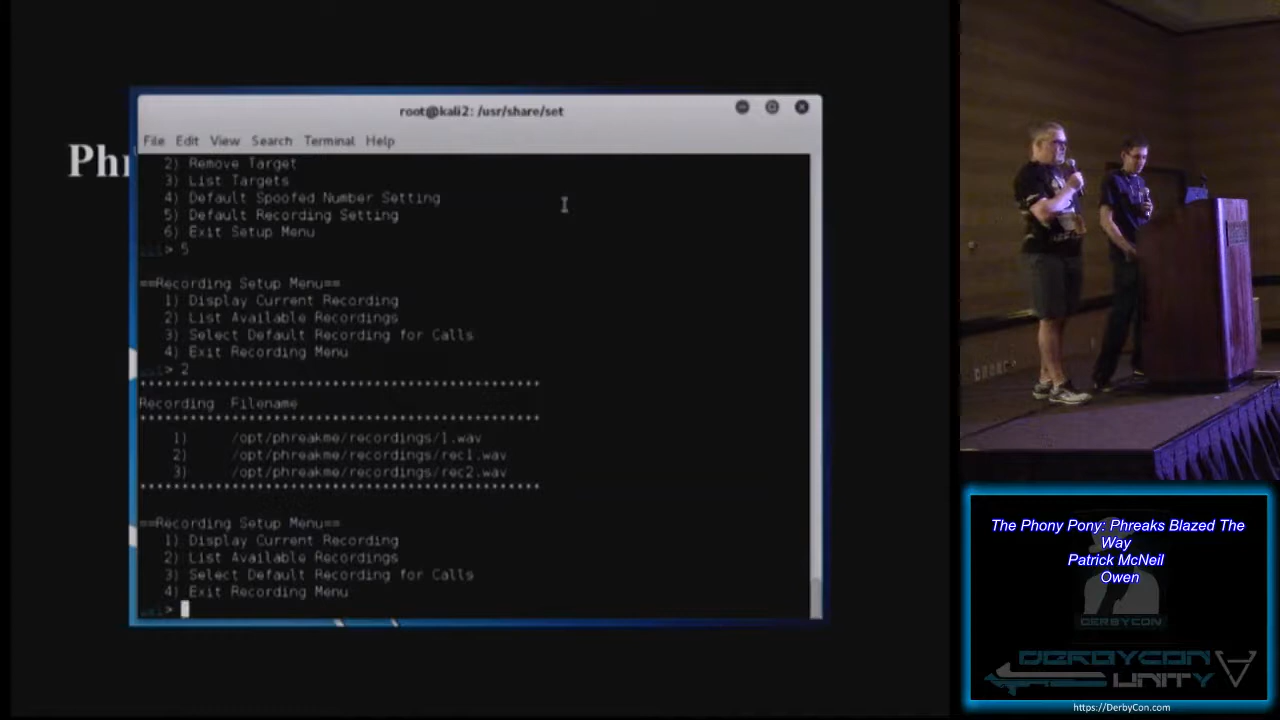 Phr
root@kali2: /usr/share/set
File Edit View Search Terminal Help
2) Remove Target
3) List Targets
4) Default Spoofed Number Setting
5) Default Recording Setting
6) Exit Setup Menu
> 5
==Recording Setup Menu==
1) Display Current Recording
2) List Available Recordings
3) Select Default Recording for Calls
4) Exit Recording Menu
> 2
************************************************
Recording Filename
************************************************
1) /opt/phreakme/recordings/1.wav
2) /opt/phreakme/recordings/rec1.wav
3) /opt/phreakme/recordings/rec2.wav
************************************************
==Recording Setup Menu==
1) Display Current Recording
2) List Available Recordings
3) Select Default Recording for Calls
4) Exit Recording Menu
>
The Phony Pony: Phreaks Blazed The
Way
Patrick McNeil
Owen
DERBYCON
DERBYCON
UNITY
https://DerbyCon.com